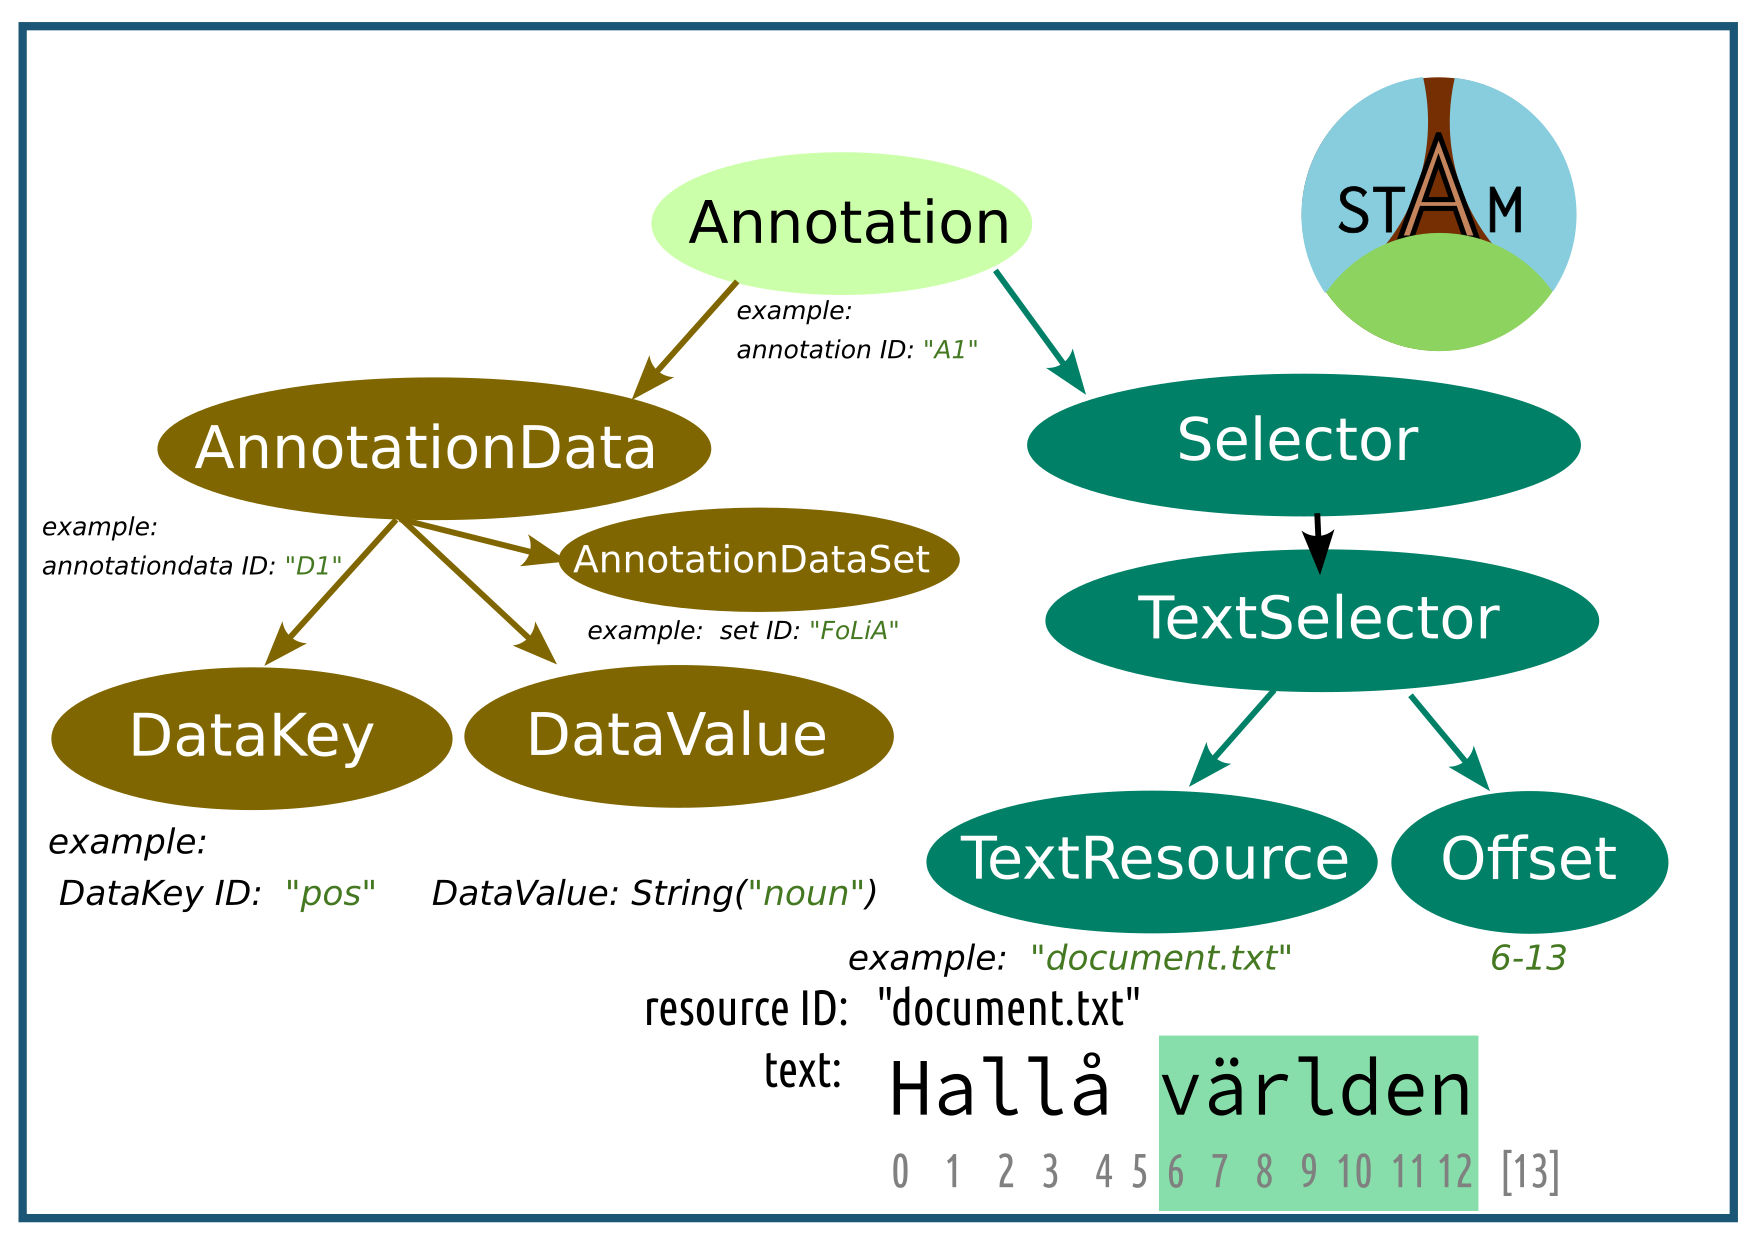 STAM
Annotation
example:
annotation ID: "A1"
AnnotationData
Selector
example:
annotationdata ID: "D1"
AnnotationDataSet
example:  set ID: "FoLiA"
TextSelector
DataKey
DataValue
example:
DataKey ID:  "pos"
DataValue: String("noun")
TextResource
Offset
example:  "document.txt"
6-13
resource ID:  "document.txt"
text:  Hallå världen
0 1 2 3 4 5 6 7 8 9 10 11 12 [13]